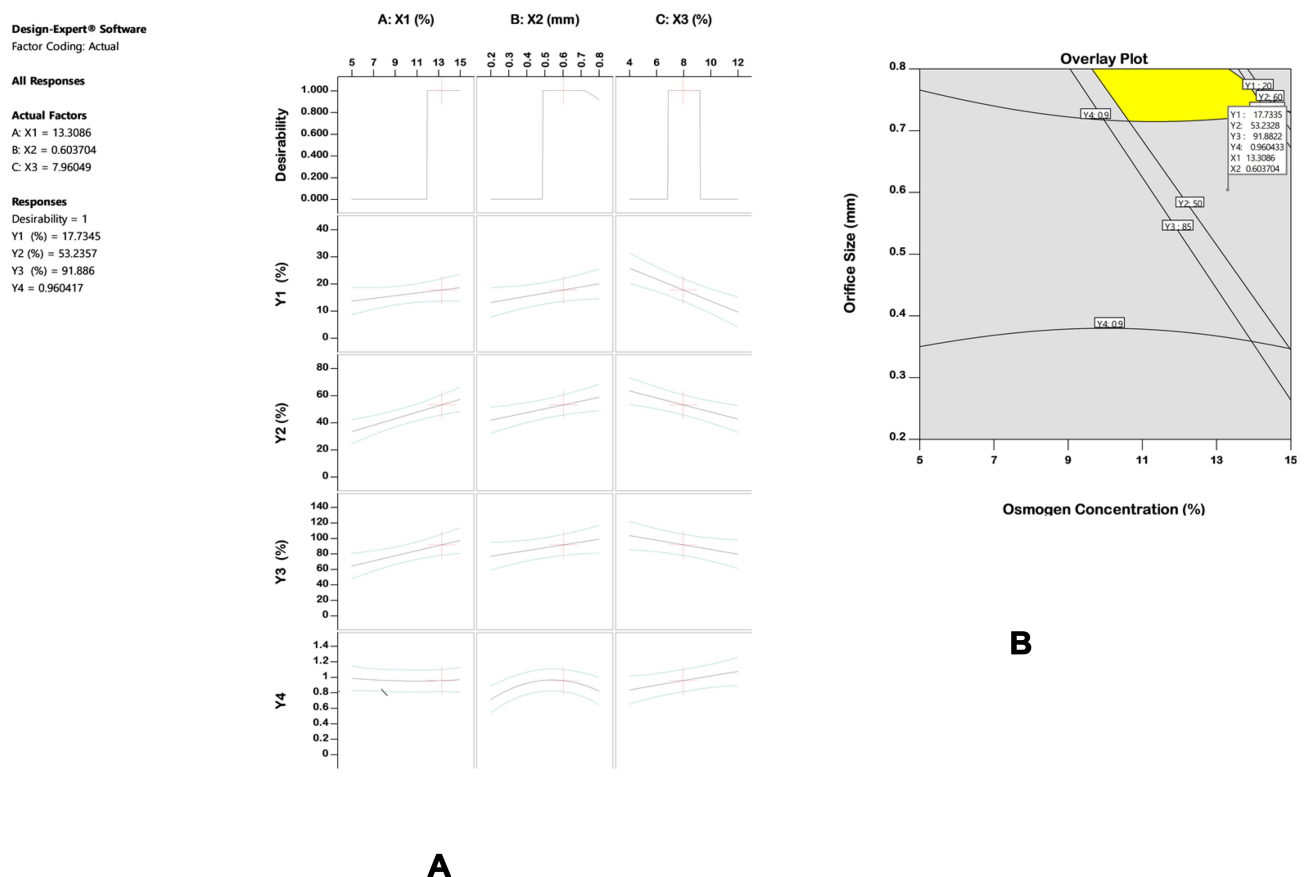 Design-Expert® Software
Factor Coding: Actual
All Responses
Actual Factors
A: X1 = 13.3086
B: X2 = 0.603704
C: X3 = 7.96049
Responses
Desirability = 1
Y1 (%) = 17.7345
Y2 (%) = 53.2357
Y3 (%) = 91.886
Y4 = 0.960417
A: X1 (%)
B: X2 (mm)
C: X3 (%)
5 7 9 11 13 15
0.2 0.3 0.4 0.5 0.6 0.7 0.8
4 6 8 10 12
Desirability
1.000
0.800
0.600
0.400
0.200
0.000
Y1 (%)
40
30
20
10
0
Y2 (%)
80
60
40
20
0
Y3 (%)
140
120
100
80
60
40
20
0
Y4
1.4
1.2
1
0.8
0.6
0.4
0.2
0
A
Overlay Plot
Orifice Size (mm)
0.8
0.7
0.6
0.5
0.4
0.3
0.2
Y1 : 20
Y2: 60
Y4: 0.9
Y1 : 17.7335
Y2: 53.2328
Y3 : 91.8822
Y4: 0.960433
X1 13.3086
X2 0.603704
Y2: 50
Y3 : 85
Y4: 0.9
5 7 9 11 13 15
Osmogen Concentration (%)
B